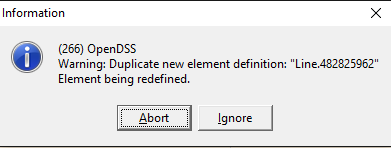 Information
(266) OpenDSS
Warning: Duplicate new element definition: "Line.482825962"
Element being redefined.
Abort
Ignore